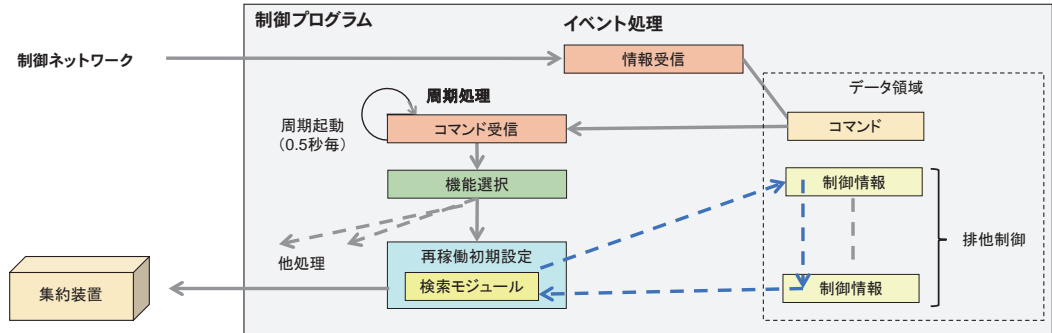 制御プログラム
イベント処理
制御ネットワーク
情報受信
データ領域
周期処理
周期起動
(0.5秒毎)
コマンド受信
コマンド
機能選択
制御情報
排他制御
他処理
再稼働初期設定
検索モジュール
制御情報
集約装置